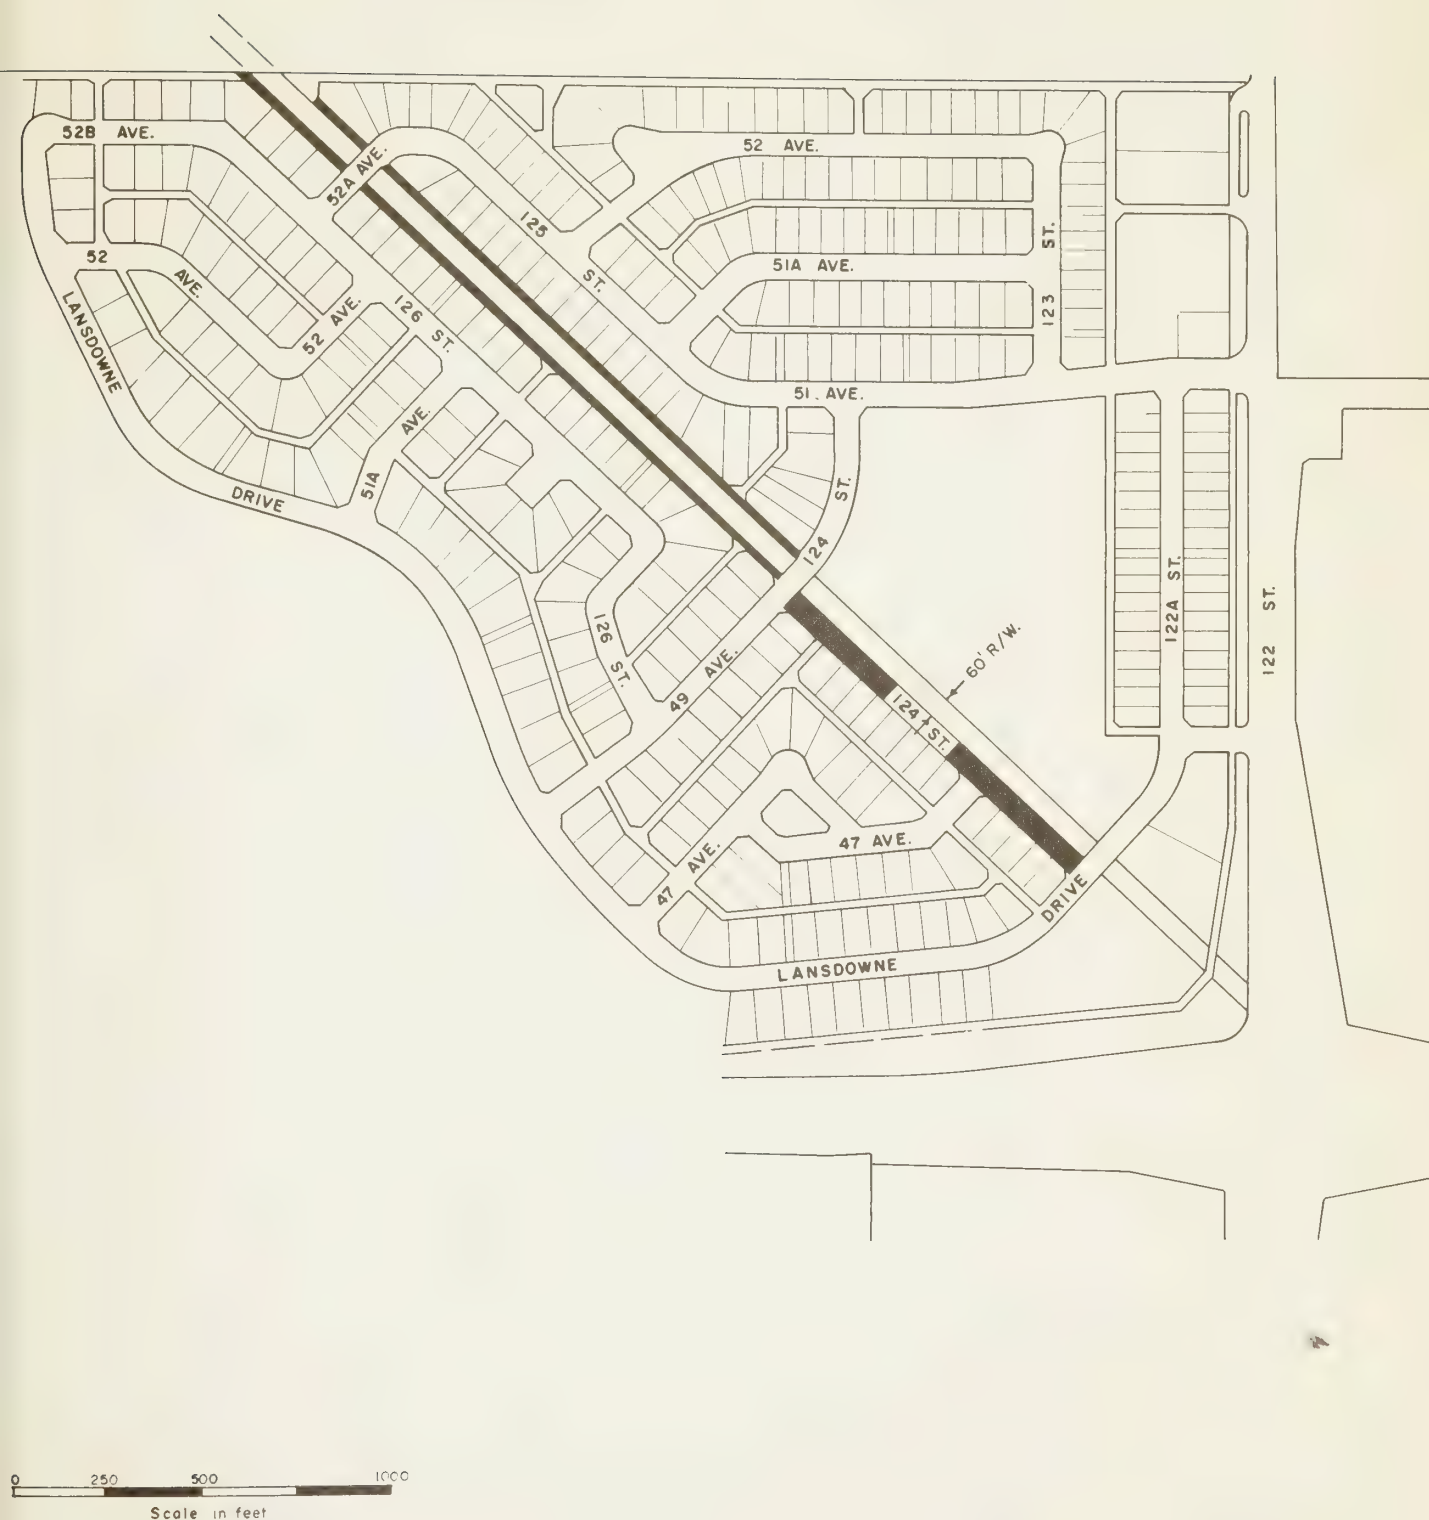 52B AVE.
52A AVE.
52 AVE.
125 ST.
52 AVE.
52 AVE.
126 ST.
51A AVE.
123 ST.
LANSDOWNE DRIVE
51A AVE.
51. AVE.
124 ST.
126 ST.
49 AVE.
60' R/W.
124 ST.
122A ST.
122 ST.
47 AVE.
47 AVE.
LANSDOWNE DRIVE
0 250 500 1000
Scale in feet